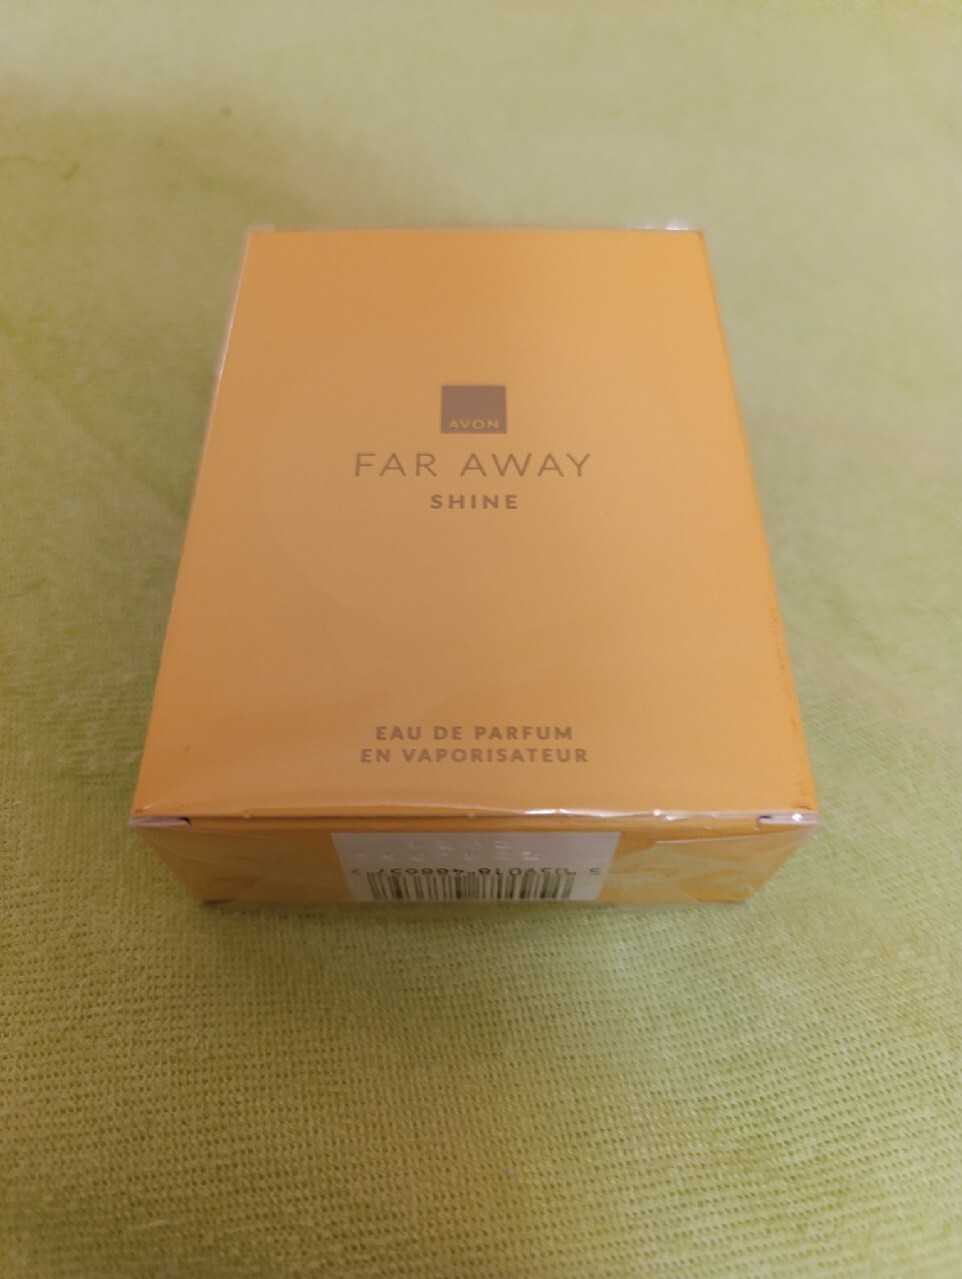 AVON
FAR AWAY
SHINE
EAU DE PARFUM
EN VAPORISATEUR